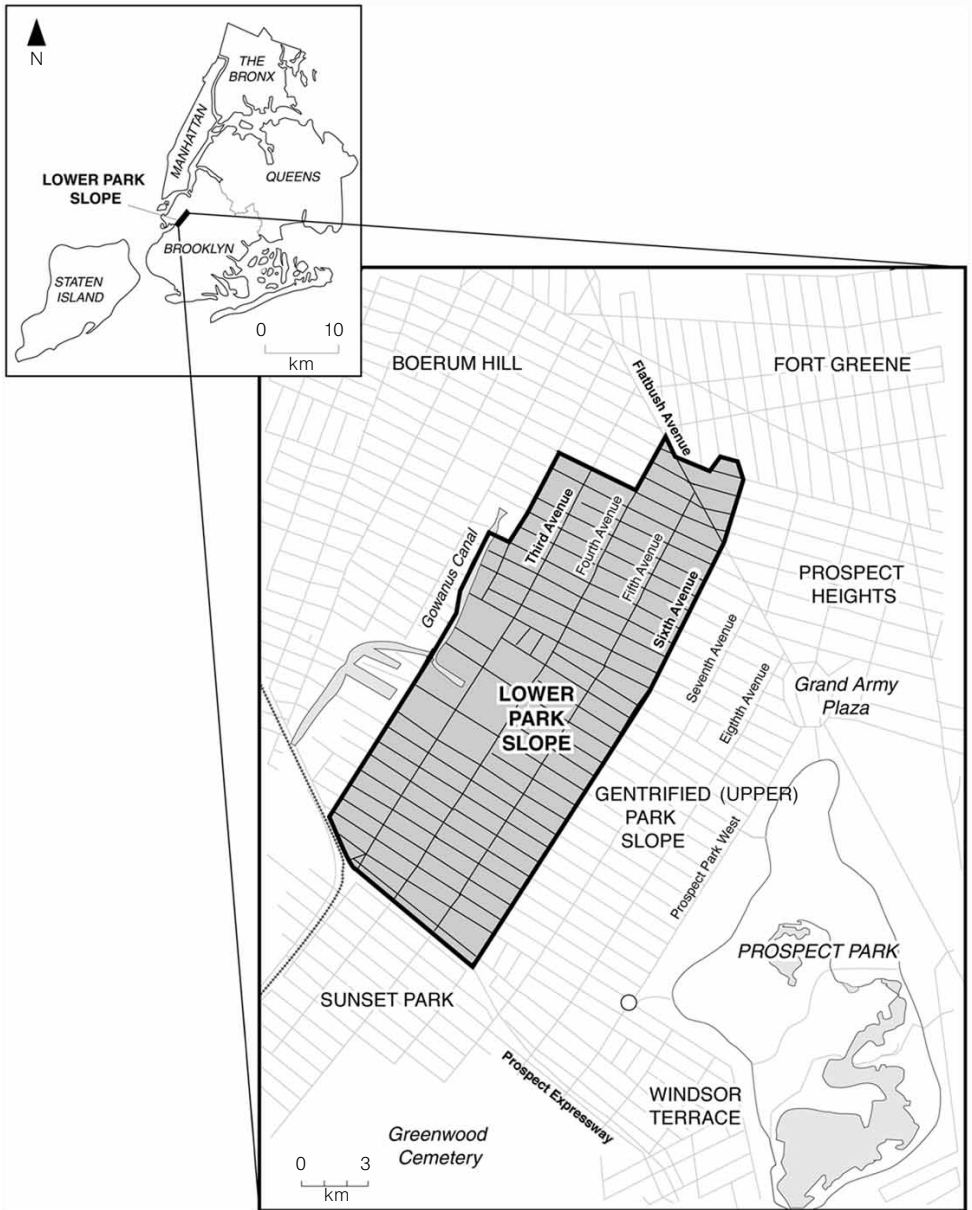 N
THE
BRONX
MANHATTAN
QUEENS
LOWER PARK
SLOPE
BROOKLYN
STATEN
ISLAND
0 10
km
BOERUM HILL
FORT GREENE
Flatbush Avenue
Third Avenue
Fourth Avenue
Fifth Avenue
Sixth Avenue
Gowanus Canal
PROSPECT
HEIGHTS
Seventh Avenue
Eighth Avenue
Grand Army
Plaza
LOWER
PARK
SLOPE
GENTRIFIED (UPPER)
PARK
SLOPE
Prospect Park West
PROSPECT PARK
SUNSET PARK
Prospect Expressway
WINDSOR
TERRACE
Greenwood
Cemetery
0 3
km